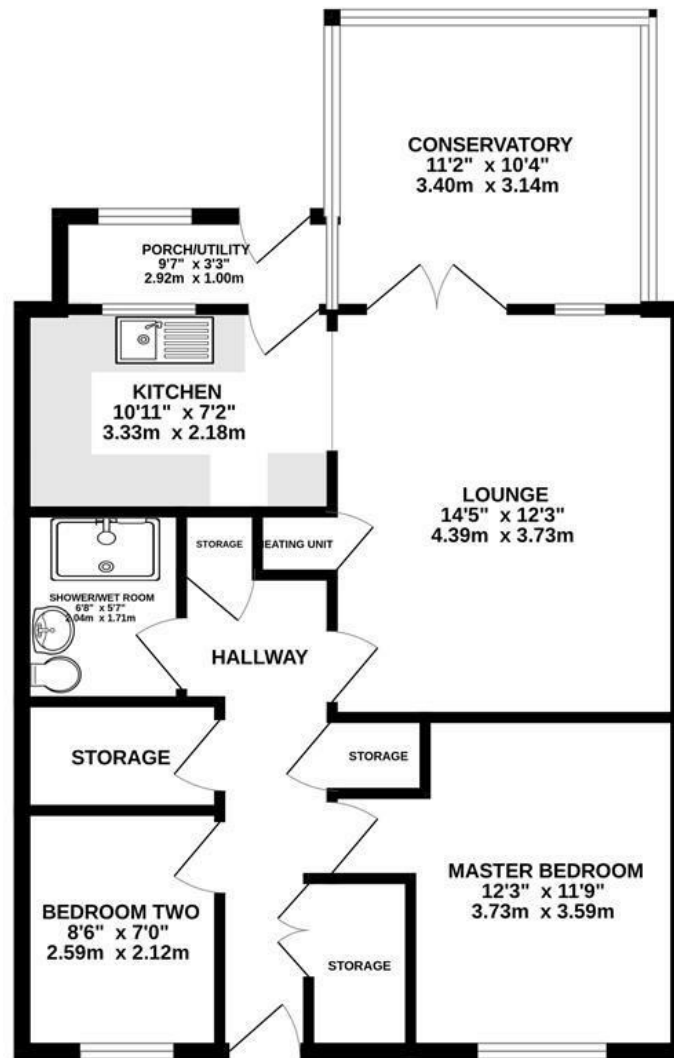 CONSERVATORY
11'2" x 10'4"
3.40m x 3.14m
PORCH/UTILITY
9'7" x 3'3"
2.92m x 1.00m
KITCHEN
10'11" x 7'2"
3.33m x 2.18m
LOUNGE
14'5" x 12'3"
4.39m x 3.73m
STORAGE
HEATING UNIT
SHOWER/WET ROOM
6'8" x 5'7"
2.04m x 1.71m
HALLWAY
STORAGE
STORAGE
MASTER BEDROOM
12'3" x 11'9"
3.73m x 3.59m
BEDROOM TWO
8'6" x 7'0"
2.59m x 2.12m
STORAGE